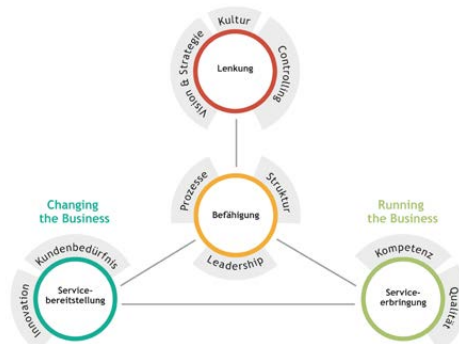 Kultur
Vision & Strategie
Controlling
Lenkung
Prozesse
Struktur
Befähigung
Leadership
Changing
the Business
Running
the Business
Kundenbedürfnis
Innovation
Service-
bereitstellung
Kompetenz
Qualität
Service-
erbringung